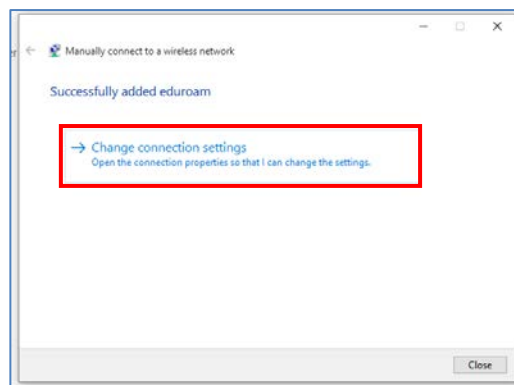 Manually connect to a wireless network
Successfully added eduroam
Change connection settings
Open the connection properties so that I can change the settings.
Close